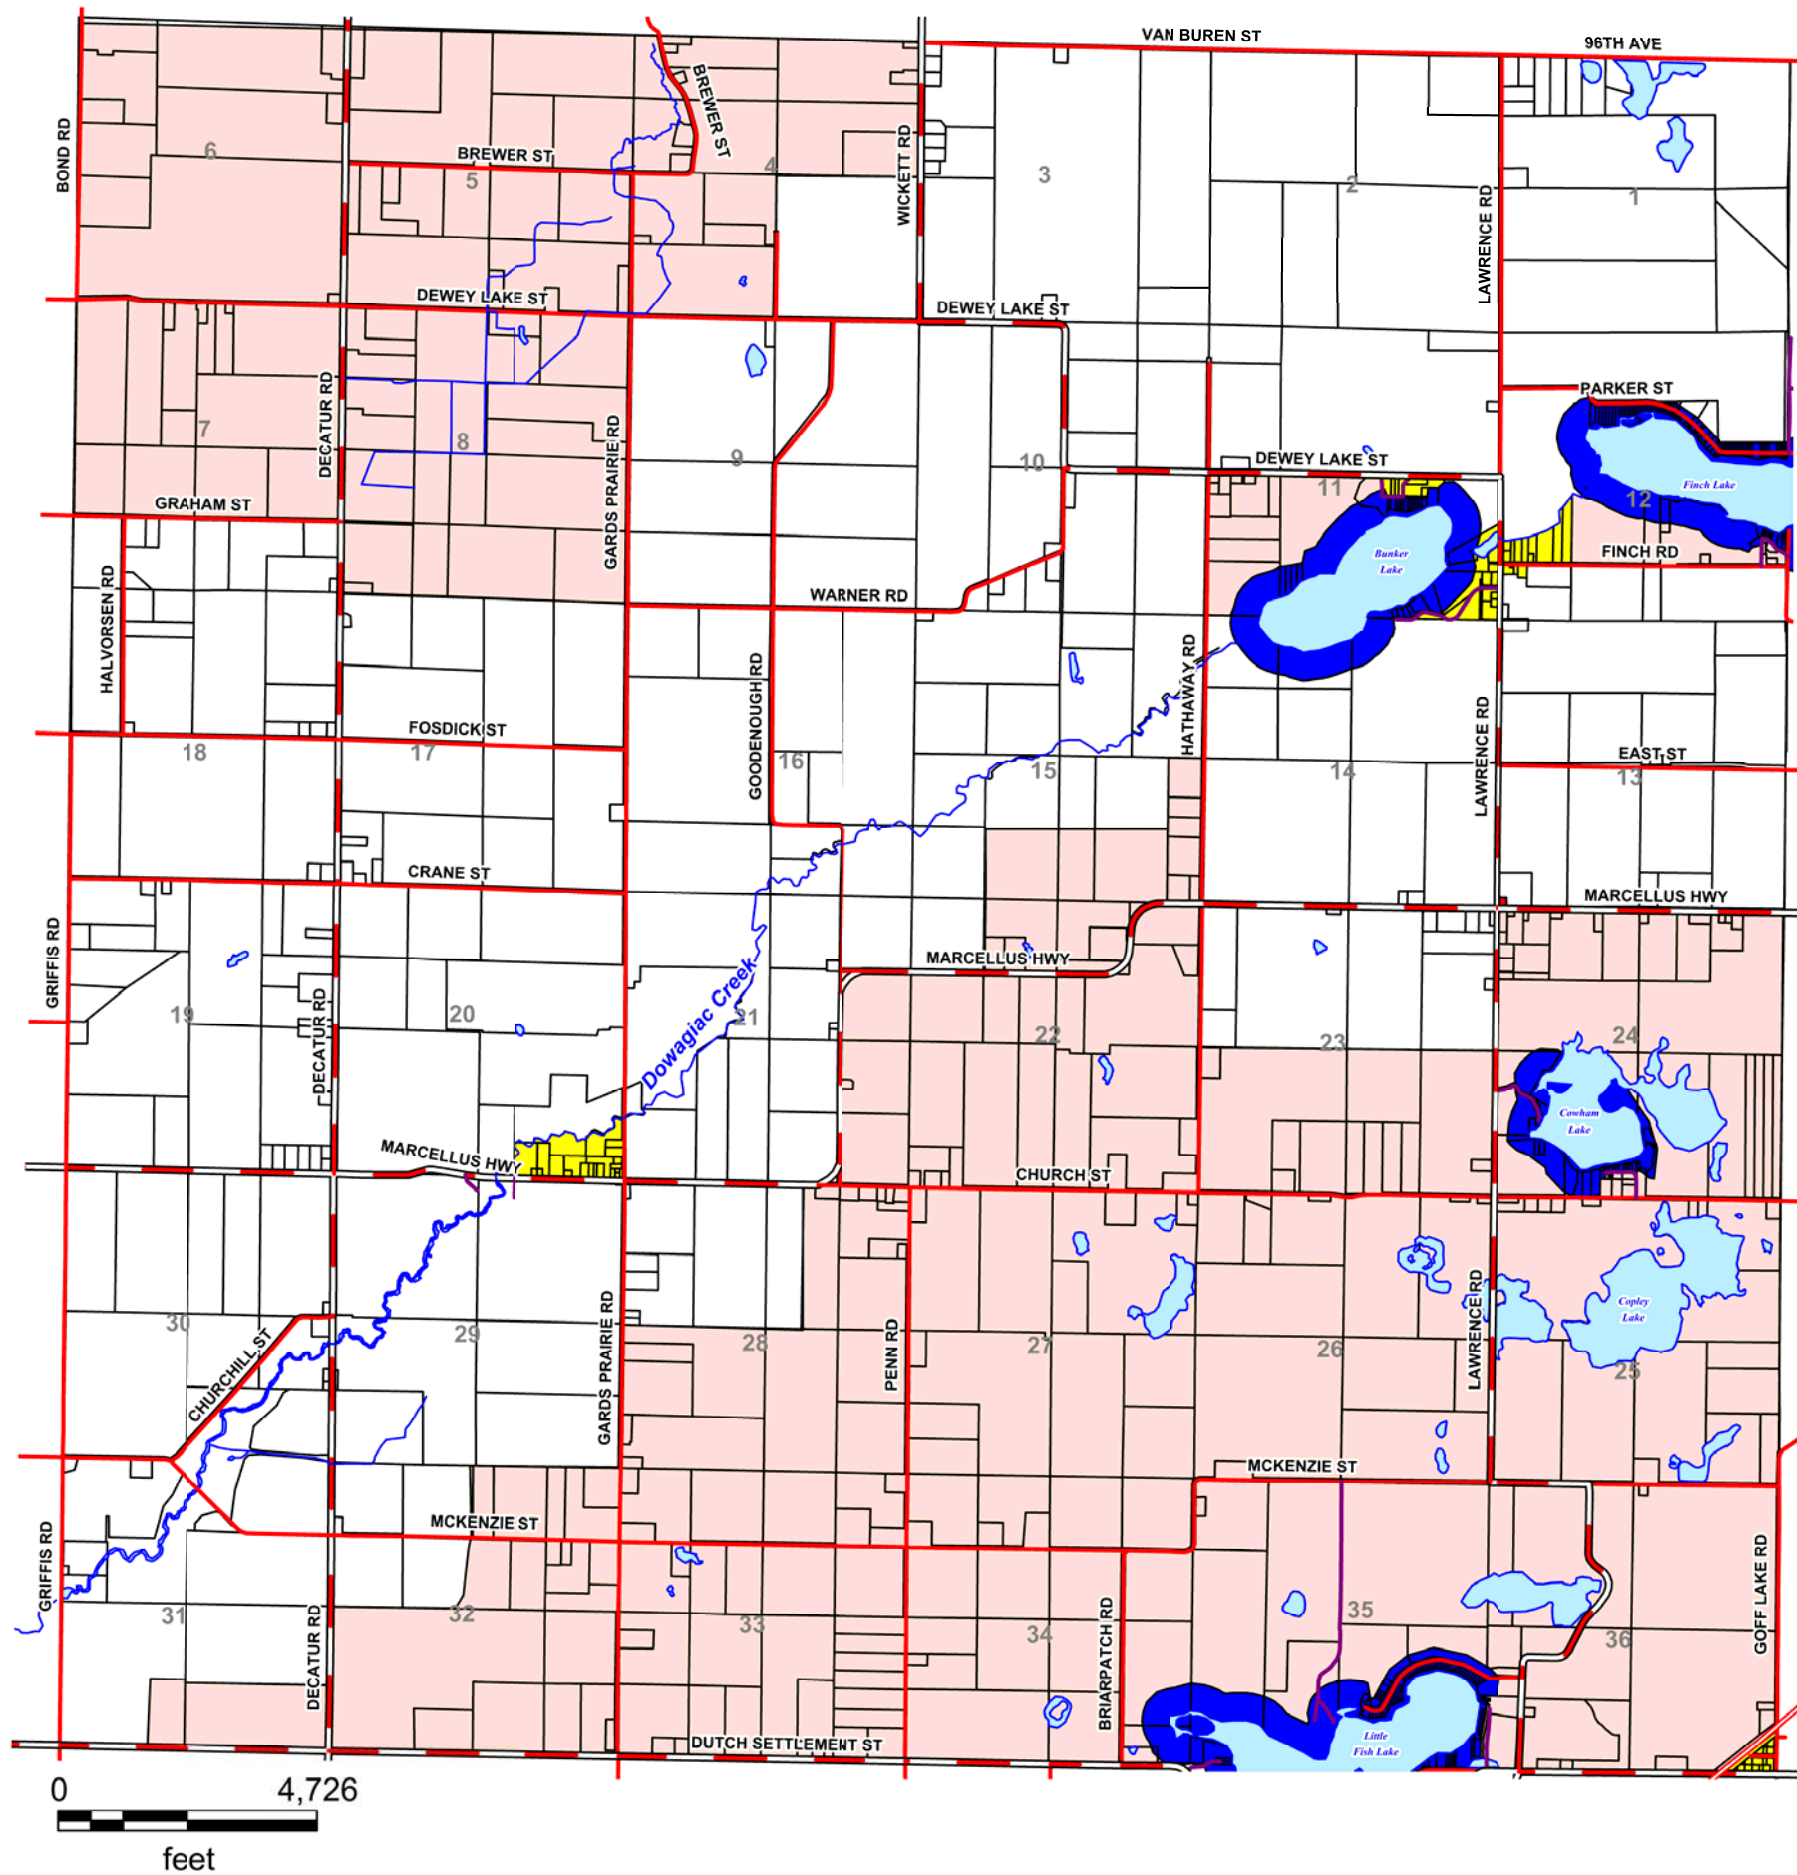 VAN BUREN ST
96TH AVE
BREWER ST
BOND RD
WICKETT RD
6
BREWER ST
5
4
3
2
1
LAWRENCE RD
DEWEY LAKE ST
DEWEY LAKE ST
PARKER ST
DECATUR RD
GARDS PRAIRIE RD
7
8
9
10
DEWEY LAKE ST
11
Finch Lake
12
GRAHAM ST
FINCH RD
Bunker
Lake
HALVORSEN RD
WARNER RD
GOODENOUGH RD
HATHAWAY RD
LAWRENCE RD
FOSDICK ST
18
17
16
15
14
EAST ST
13
CRANE ST
MARCELLUS HWY
GRIFFIS RD
MARCELLUS HWY
DECATUR RD
Dowagiac Creek
19
20
21
22
23
24
Cowham
Lake
MARCELLUS HWY
CHURCH ST
CHURCHILL ST
GARDS PRAIRIE RD
PENN RD
LAWRENCE RD
Copley
Lake
30
29
28
27
26
25
MCKENZIE ST
MCKENZIE ST
GRIFFIS RD
DECATUR RD
BRIARPATCH RD
GOFF LAKE RD
31
32
33
34
35
36
Little
Fish Lake
DUTCH SETTLEMENT ST
0 4,726
feet